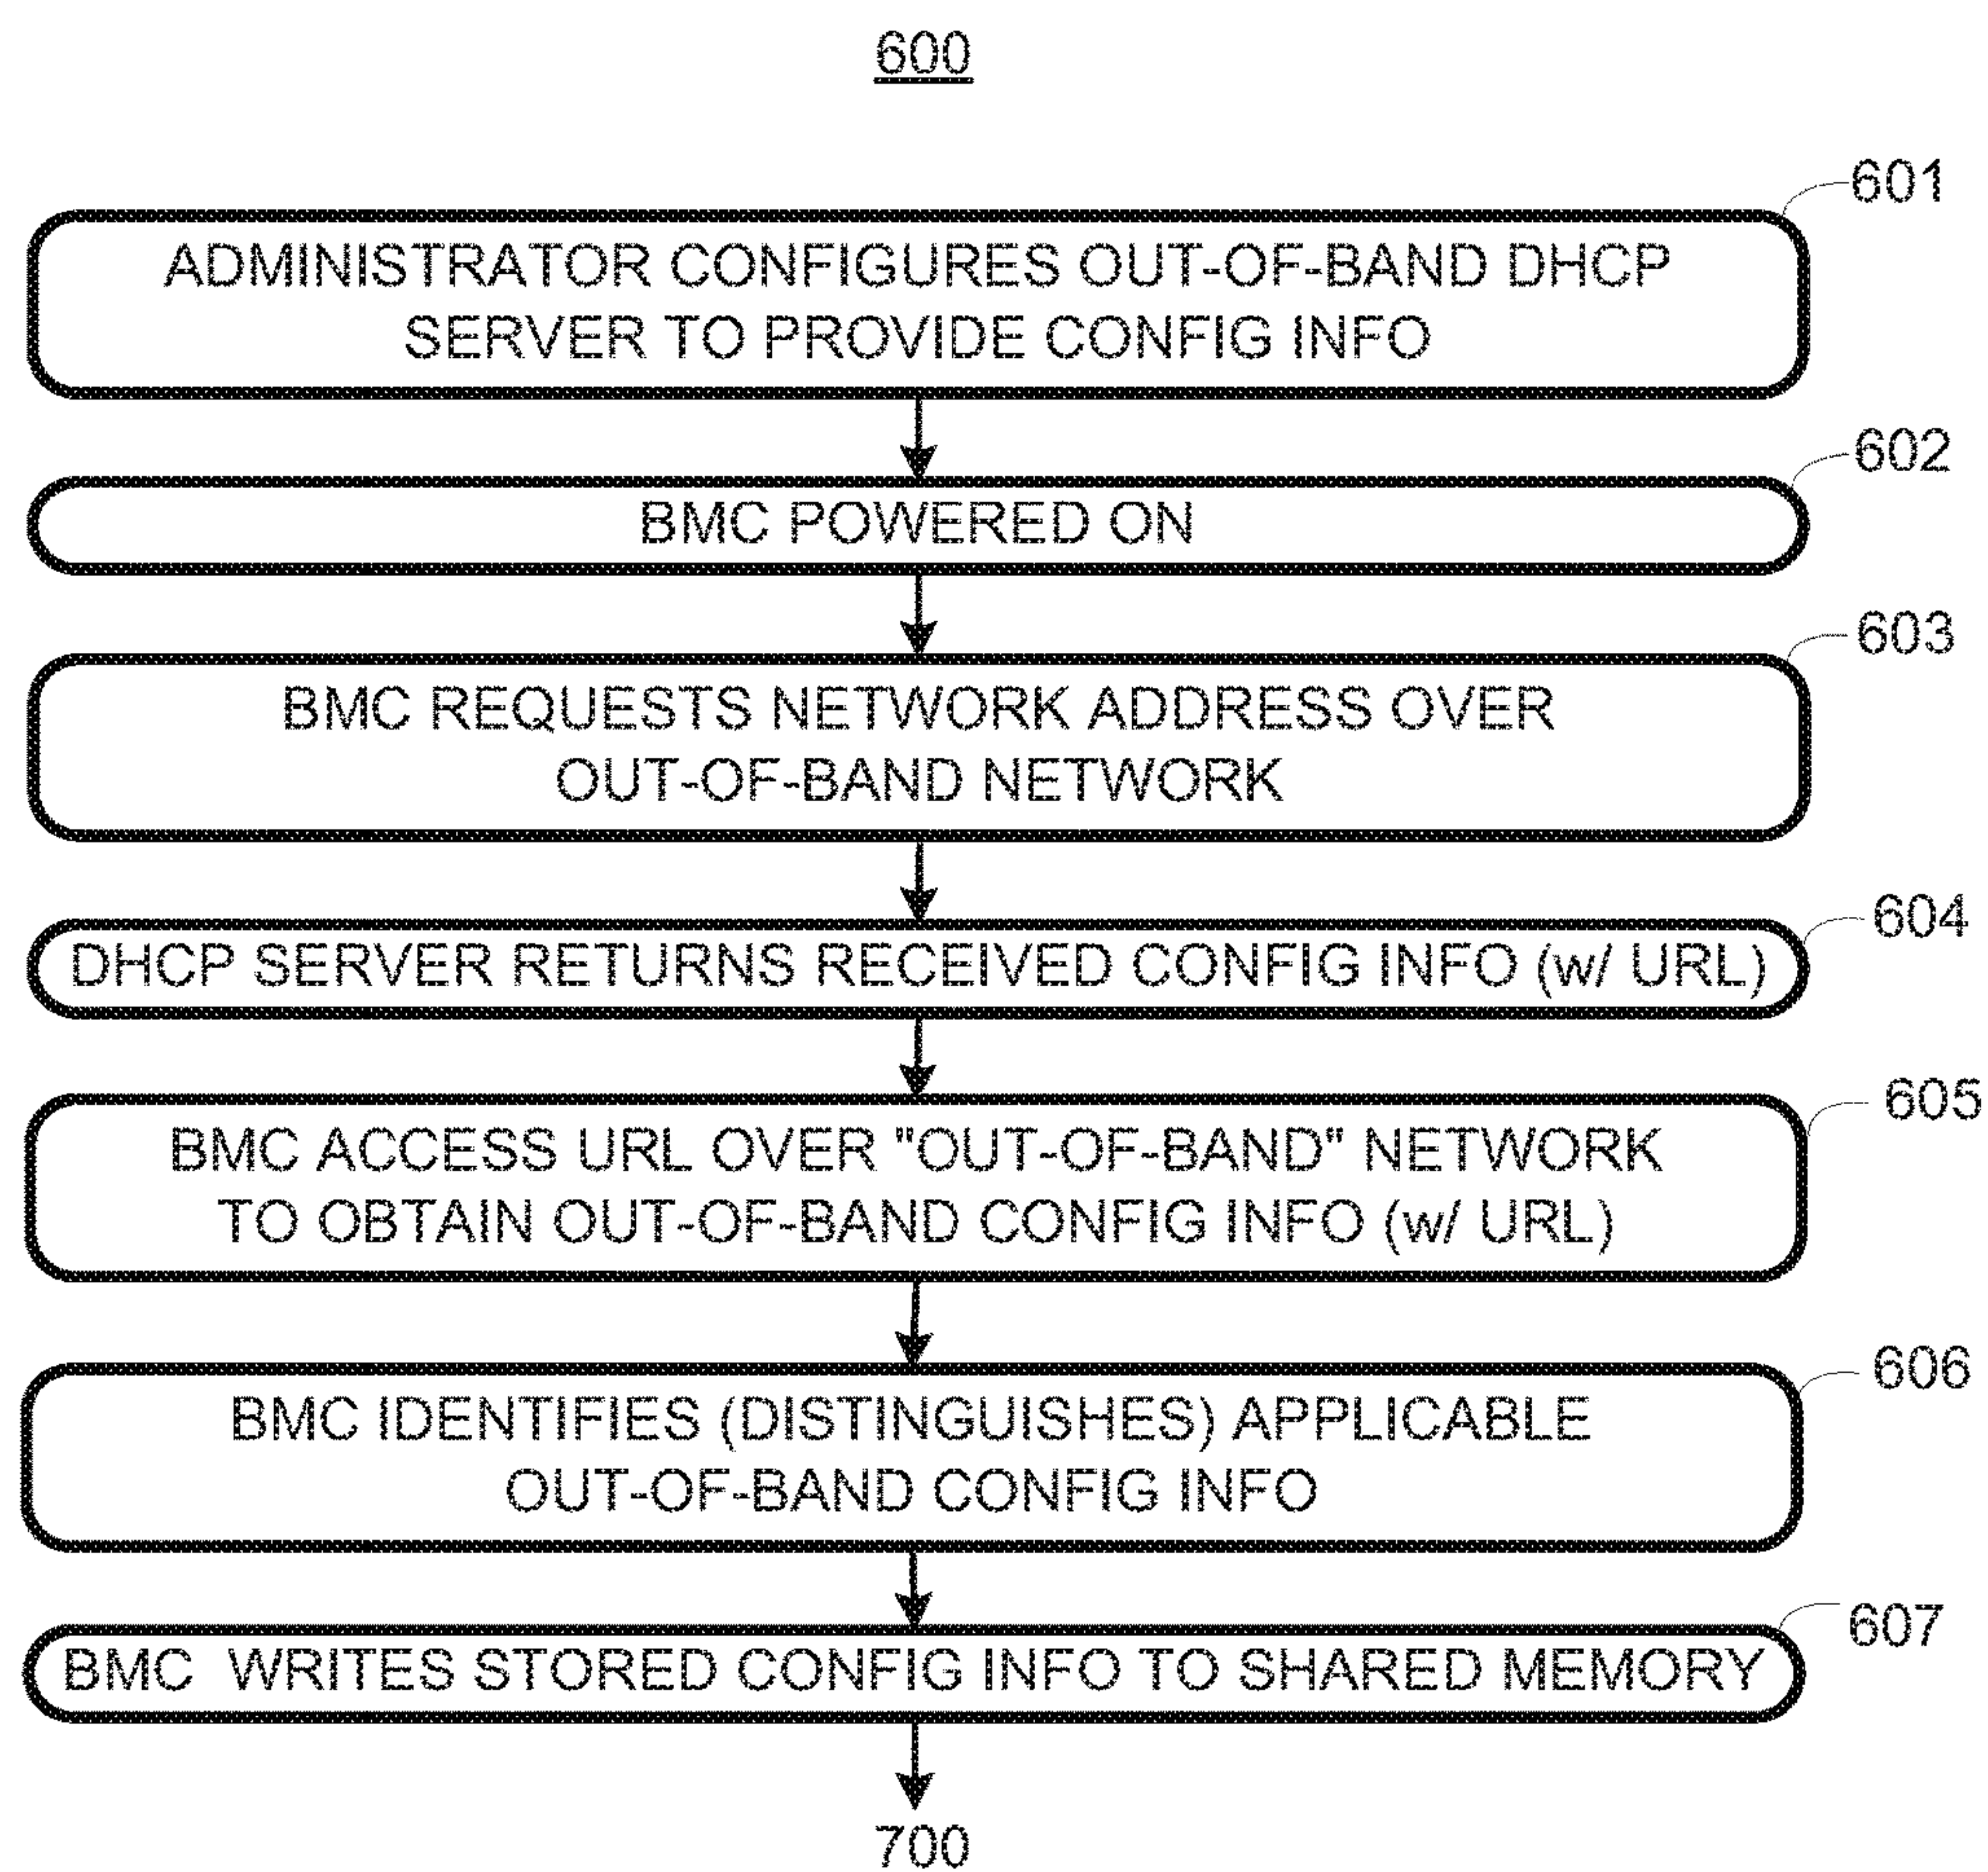 600
601
ADMINISTRATOR CONFIGURES OUT-OF-BAND DHCP
SERVER TO PROVIDE CONFIG INFO
602
BMC POWERED ON
603
BMC REQUESTS NETWORK ADDRESS OVER
OUT-OF-BAND NETWORK
604
DHCP SERVER RETURNS RECEIVED CONFIG INFO (w/ URL)
605
BMC ACCESS URL OVER "OUT-OF-BAND" NETWORK
TO OBTAIN OUT-OF-BAND CONFIG INFO (w/ URL)
606
BMC IDENTIFIES (DISTINGUISHES) APPLICABLE
OUT-OF-BAND CONFIG INFO
607
BMC WRITES STORED CONFIG INFO TO SHARED MEMORY
700